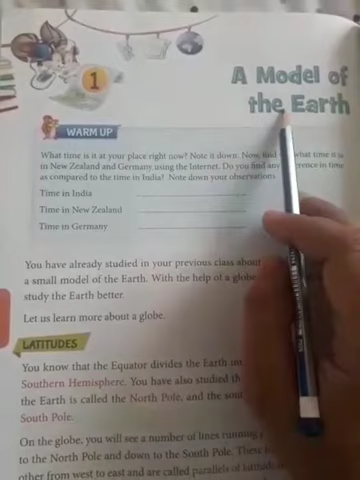 1
A Model of
the Earth
WARM UP
What time is it at your place right now? Note it down. Now, find what time it is
in New Zealand and Germany using the Internet. Do you find any in time
as compared to the time in India? Note down your observations
Time in India
Time in New Zealand
Time in Germany
You have already studied in your previous class about
a small model of the Earth. With the help of a globe
study the Earth better.
Let us learn more about a globe.
LATITUDES
You know that the Equator divides the Earth
Southern Hemisphere. You have also studied
the Earth is called the North Pole, and the
South Pole.
On the globe, you will see a number of lines running
to the North Pole and down to the South Pole.
other from west to east and are called parallels of